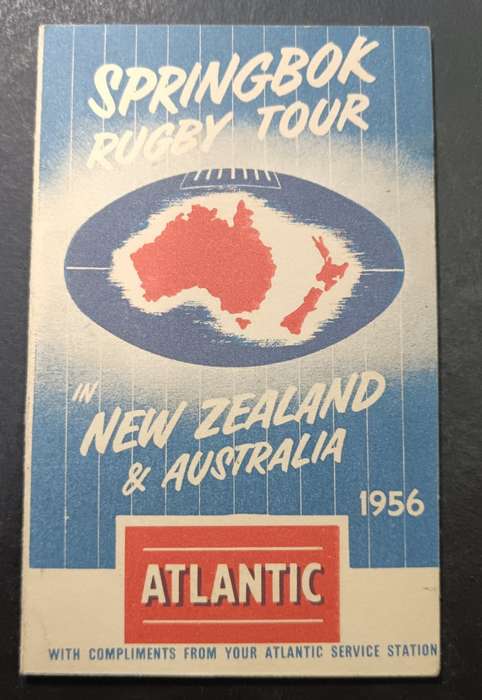 SPRINGBOK
RUGBY TOUR
IN
NEW ZEALAND
& AUSTRALIA
1956
ATLANTIC
WITH COMPLIMENTS FROM YOUR ATLANTIC SERVICE STATION